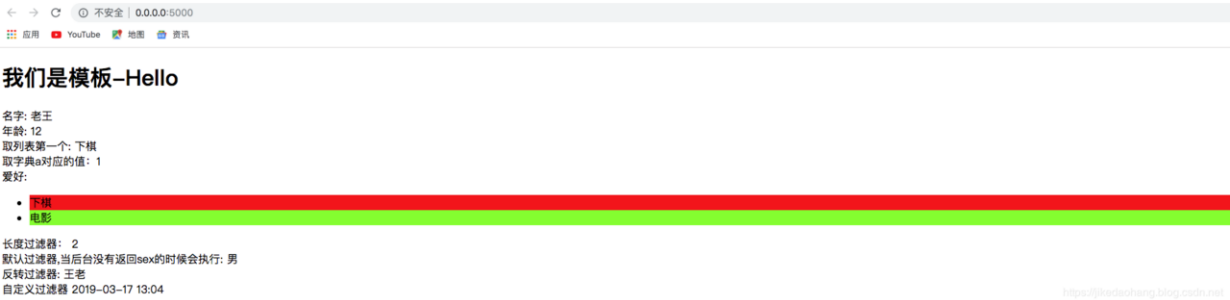 不安全 | 0.0.0.0:5000
应用 YouTube 地图 资讯
我们是模板-Hello
名字: 老王
年龄: 12
取列表第一个: 下棋
取字典a对应的值: 1
爱好:
下棋
电影
长度过滤器: 2
默认过滤器,当后台没有返回sex的时候会执行: 男
反转过滤器: 王老
自定义过滤器 2019-03-17 13:04